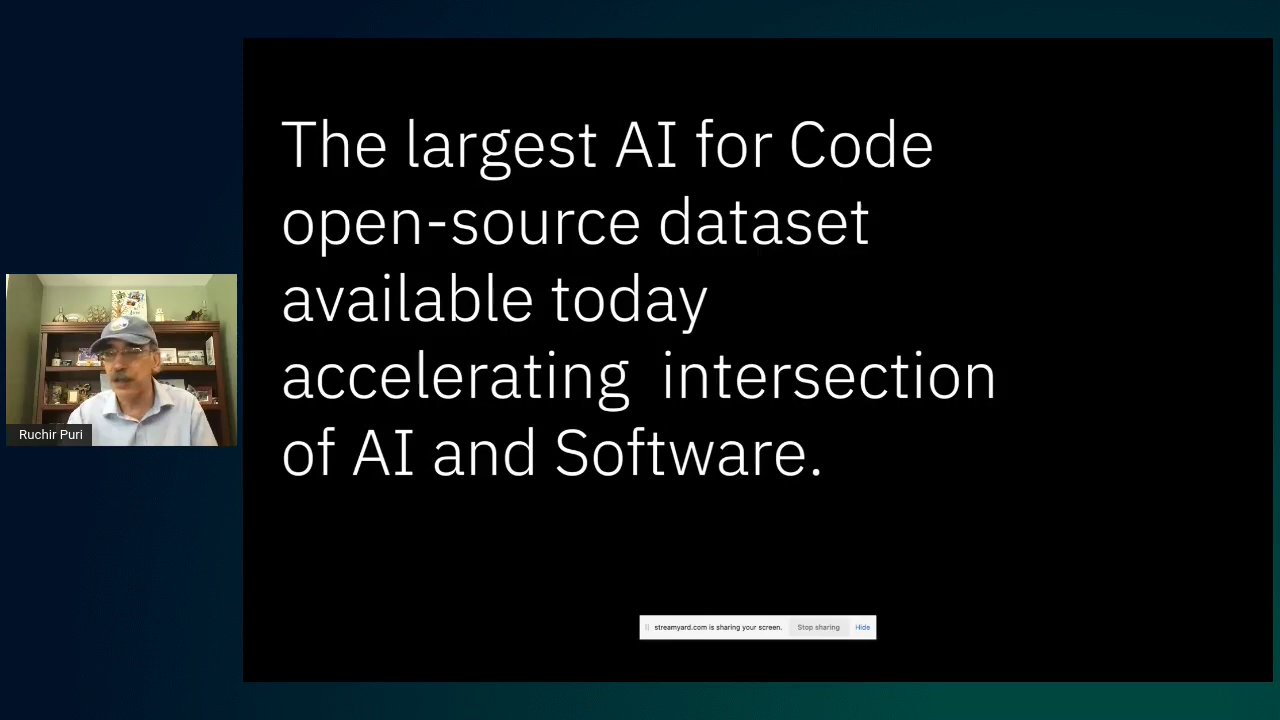 The largest AI for Code
open-source dataset
available today
accelerating  intersection
of AI and Software.
Ruchir Puri
streamyard.com is sharing your screen. Stop sharing Hide